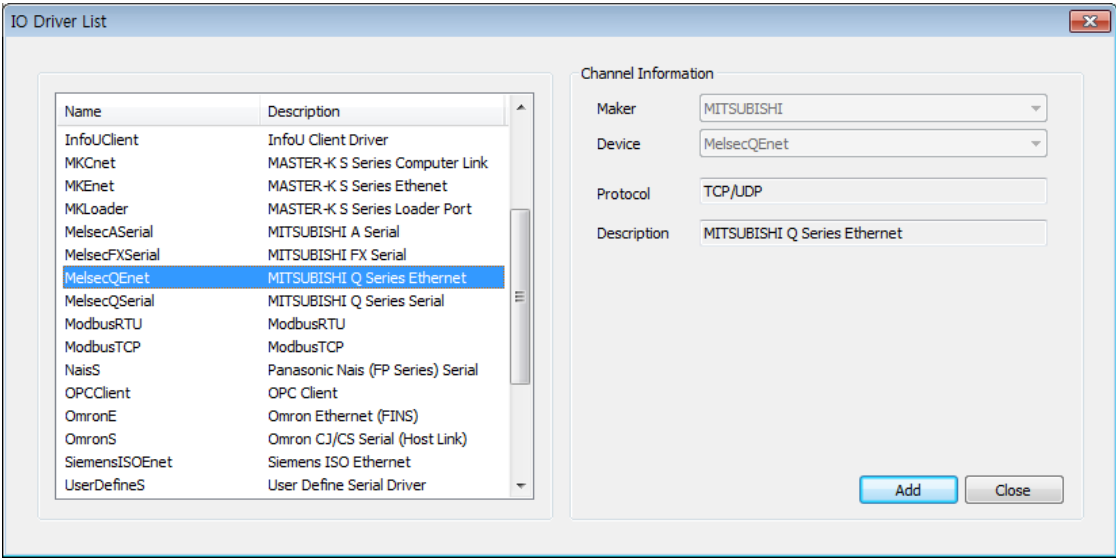 IO Driver List
Name Description
InfoUClient InfoU Client Driver
MKCnet MASTER-K S Series Computer Link
MKEnet MASTER-K S Series Ethenet
MKLoader MASTER-K S Series Loader Port
MelsecASerial MITSUBISHI A Serial
MelsecFXSerial MITSUBISHI FX Serial
MelsecQEnet MITSUBISHI Q Series Ethernet
MelsecQSerial MITSUBISHI Q Series Serial
ModbusRTU ModbusRTU
ModbusTCP ModbusTCP
NaisS Panasonic Nais (FP Series) Serial
OPCClient OPC Client
OmronE Omron Ethernet (FINS)
OmronS Omron CJ/CS Serial (Host Link)
SiemensISOEnet Siemens ISO Ethernet
UserDefineS User Define Serial Driver
Channel Information
Maker MITSUBISHI
Device MelsecQEnet
Protocol TCP/UDP
Description MITSUBISHI Q Series Ethernet
Add Close